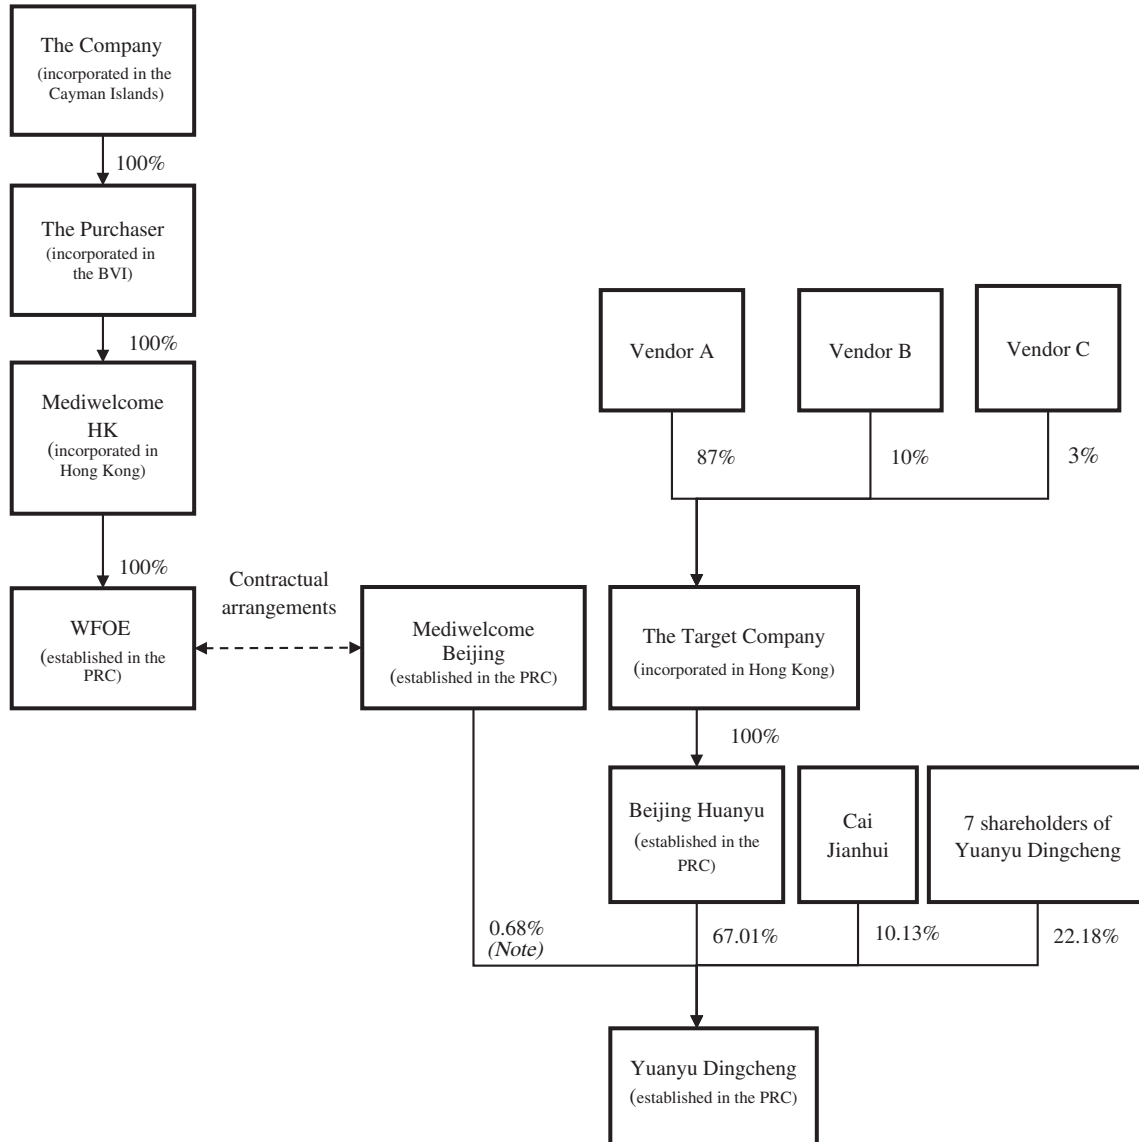 The Company
(incorporated in the
Cayman Islands)
100%
The Purchaser
(incorporated in
the BVI)
100%
Mediwelcome
HK
(incorporated in
Hong Kong)
100%
WFOE
(established in the
PRC)
Contractual
arrangements
Mediwelcome
Beijing
(established in the PRC)
Vendor A
Vendor B
Vendor C
87%
10%
3%
The Target Company
(incorporated in Hong Kong)
100%
Beijing Huanyu
(established in the
PRC)
Cai
Jianhui
7 shareholders of
Yuanyu Dingcheng
0.68%
(Note)
67.01%
10.13%
22.18%
Yuanyu Dingcheng
(established in the PRC)